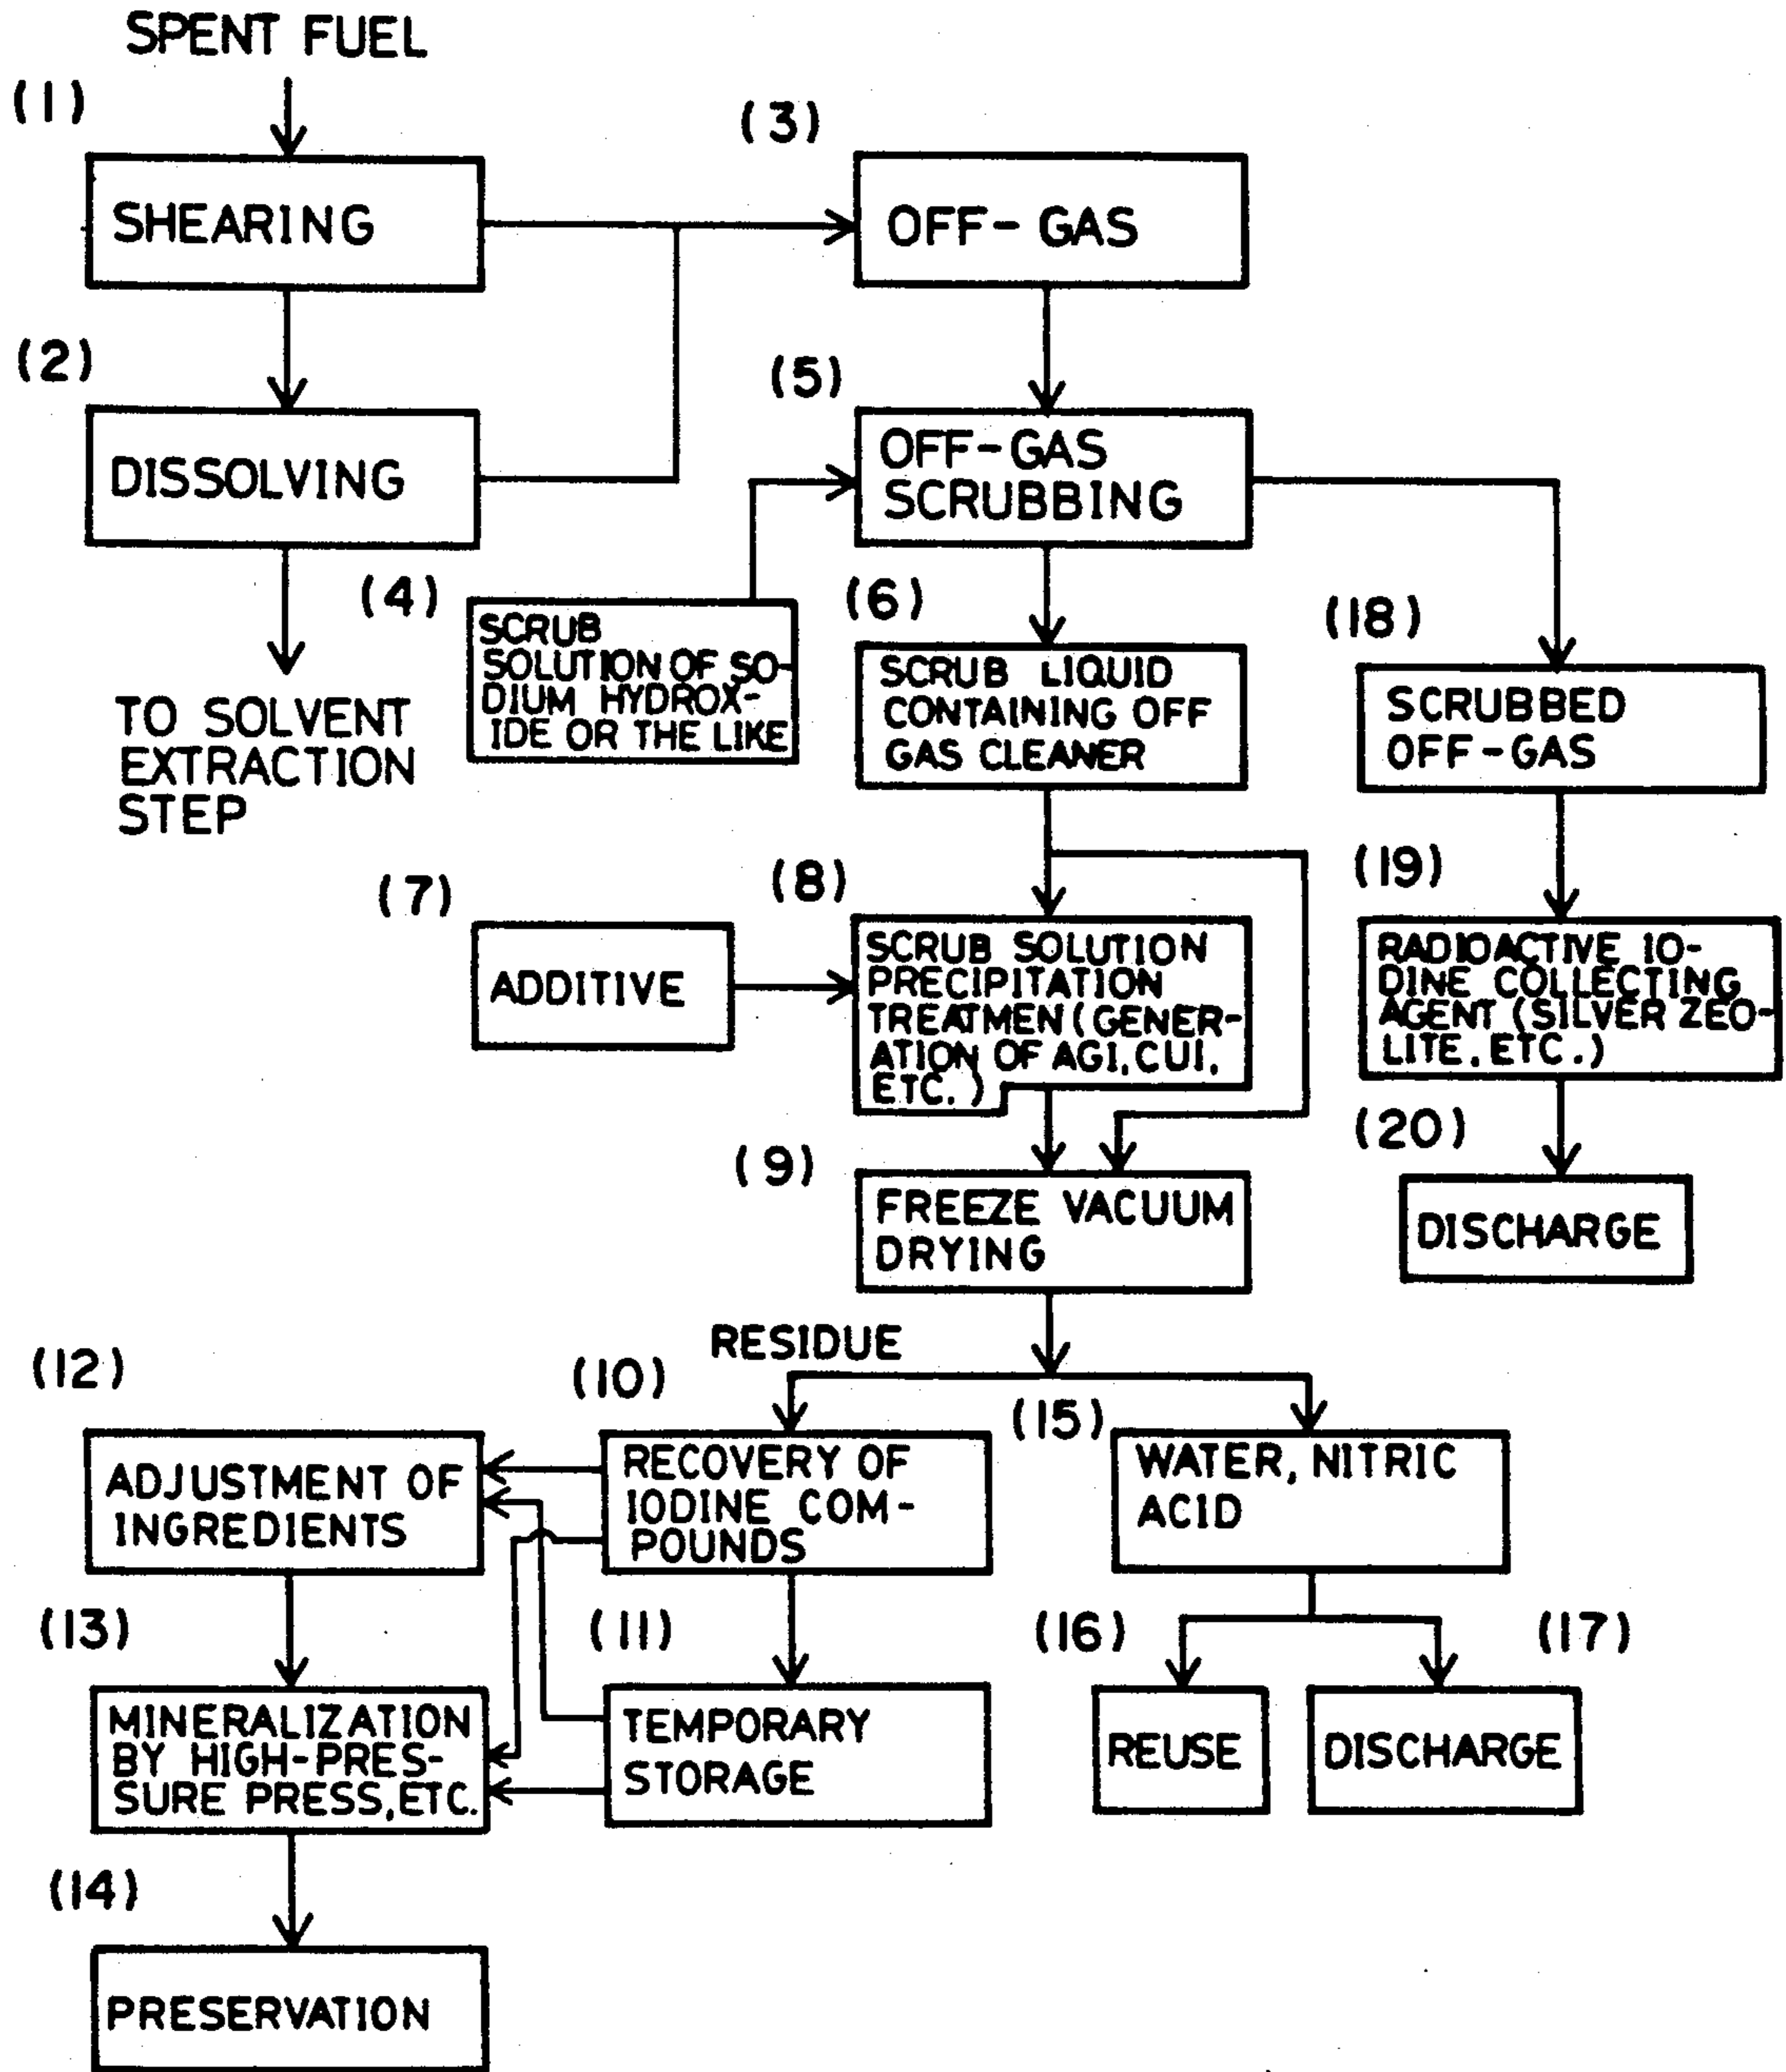 SPENT FUEL
(1)
SHEARING
(3)
OFF-GAS
(2)
DISSOLVING
TO SOLVENT
EXTRACTION
STEP
(4)
SCRUB
SOLUTION OF SO-
DIUM HYDROX-
IDE OR THE LIKE
(5)
OFF-GAS
SCRUBBING
(6)
SCRUB LIQUID
CONTAINING OFF
GAS CLEANER
(18)
SCRUBBED
OFF-GAS
(7)
ADDITIVE
(8)
SCRUB SOLUTION
PRECIPITATION
TREATMEN (GENER-
ATION OF AGI, CUI,
ETC.)
(19)
RADIOACTIVE IO-
DINE COLLECTING
AGENT (SILVER ZEO-
LITE, ETC.)
(20)
DISCHARGE
(9)
FREEZE VACUUM
DRYING
RESIDUE
(12)
ADJUSTMENT OF
INGREDIENTS
(10)
RECOVERY OF
IODINE COM-
POUNDS
(15)
WATER, NITRIC
ACID
(13)
MINERALIZATION
BY HIGH-PRES-
SURE PRESS, ETC.
(11)
TEMPORARY
STORAGE
(16)
REUSE
(17)
DISCHARGE
(14)
PRESERVATION